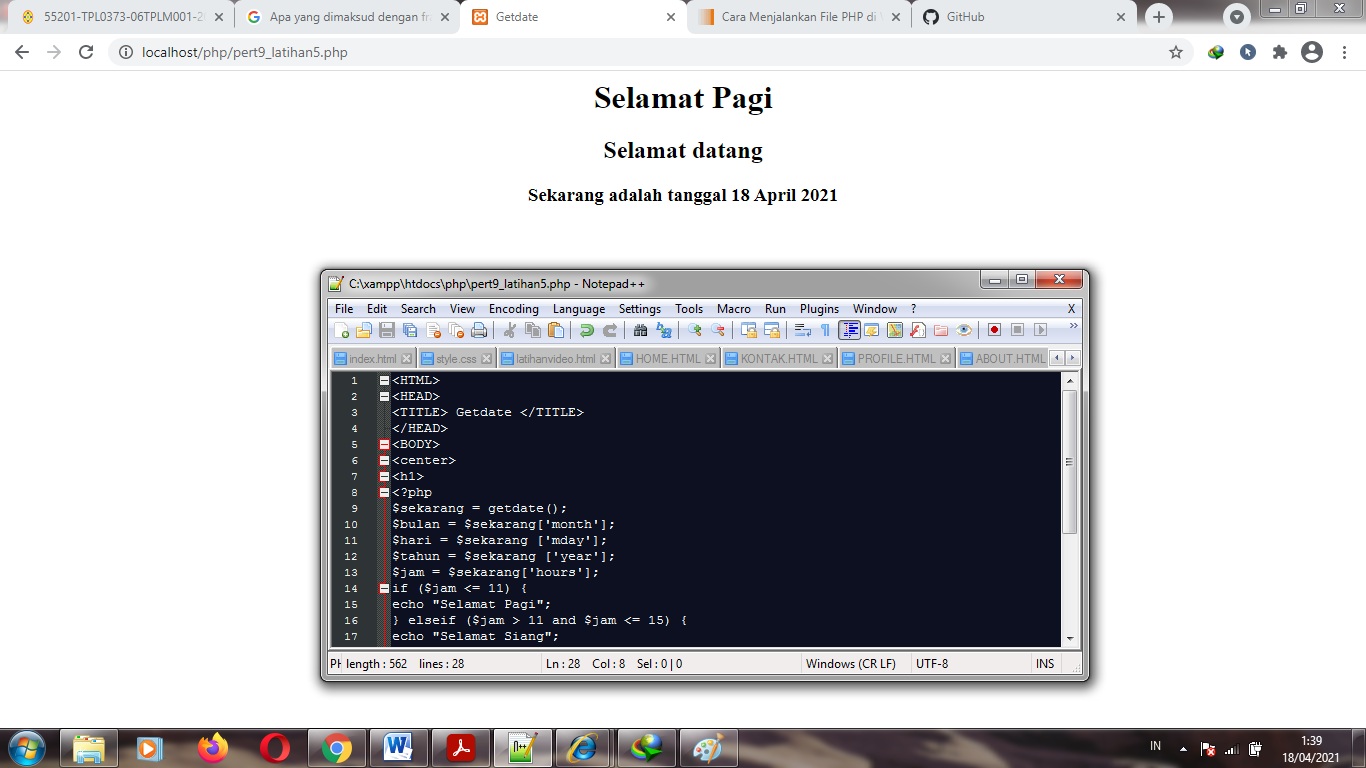 55201-TPL0373-06TPLM001-2
Apa yang dimaksud dengan fra
Getdate
Cara Menjalankan File PHP di
GitHub
localhost/php/pert9_latihan5.php
Selamat Pagi
Selamat datang
Sekarang adalah tanggal 18 April 2021
C:\xampp\htdocs\php\pert9_latihan5.php - Notepad++
File Edit Search View Encoding Language Settings Tools Macro Run Plugins Window ? X
index.html style.css latihanvideo.html HOME.HTML KONTAK.HTML PROFILE.HTML ABOUT.HTML
1 <HTML>
2 <HEAD>
3 <TITLE> Getdate </TITLE>
4 </HEAD>
5 <BODY>
6 <center>
7 <h1>
8 <?php
9 $sekarang = getdate();
10 $bulan = $sekarang['month'];
11 $hari = $sekarang ['mday'];
12 $tahun = $sekarang ['year'];
13 $jam = $sekarang['hours'];
14 if ($jam <= 11) {
15 echo "Selamat Pagi";
16 } elseif ($jam > 11 and $jam <= 15) {
17 echo "Selamat Siang";
length : 562 lines : 28 Ln : 28 Col : 8 Sel : 0 | 0 Windows (CR LF) UTF-8 INS
IN
1:39
18/04/2021